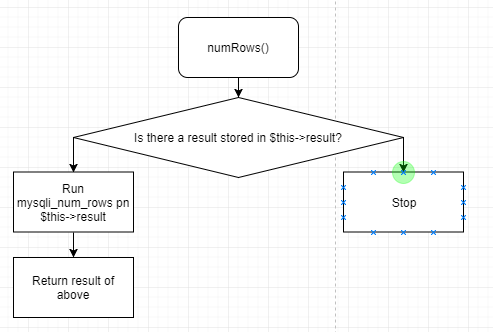 numRows()
Is there a result stored in $this->result?
Run
mysqli_num_rows pn
$this->result
Stop
Return result of
above